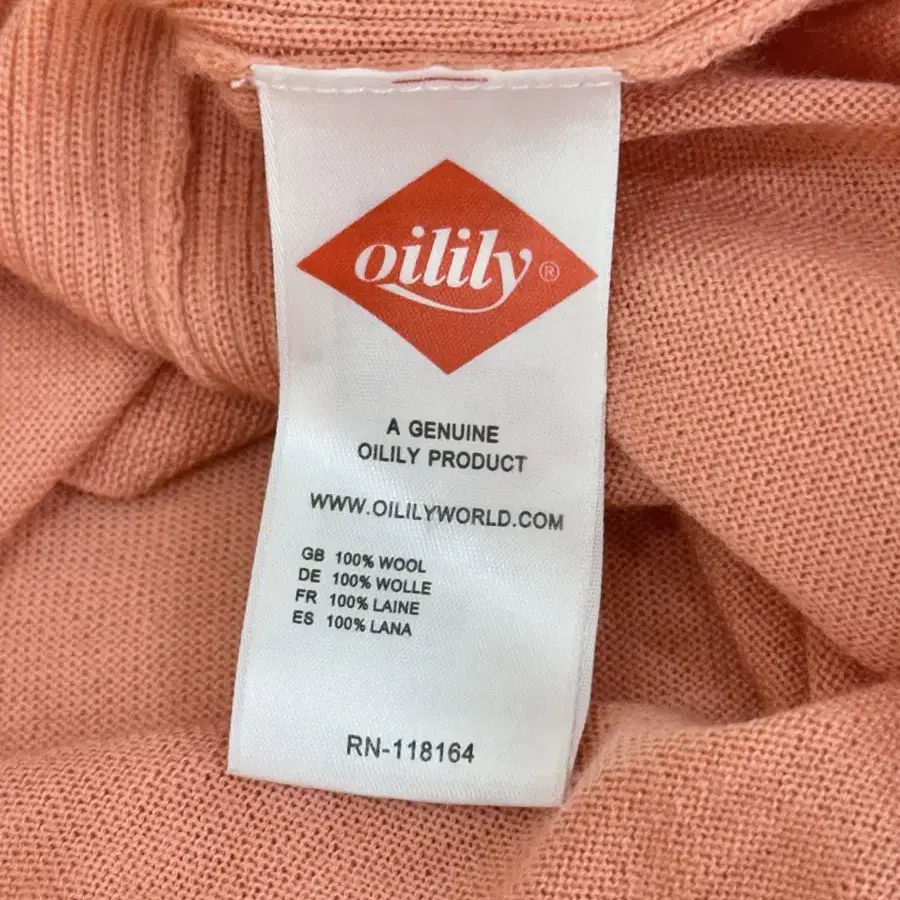 oilily®
A GENUINE
OILILY PRODUCT
WWW.OILILYWORLD.COM
GB 100% WOOL
DE 100% WOLLE
FR 100% LAINE
ES 100% LANA
RN-118164